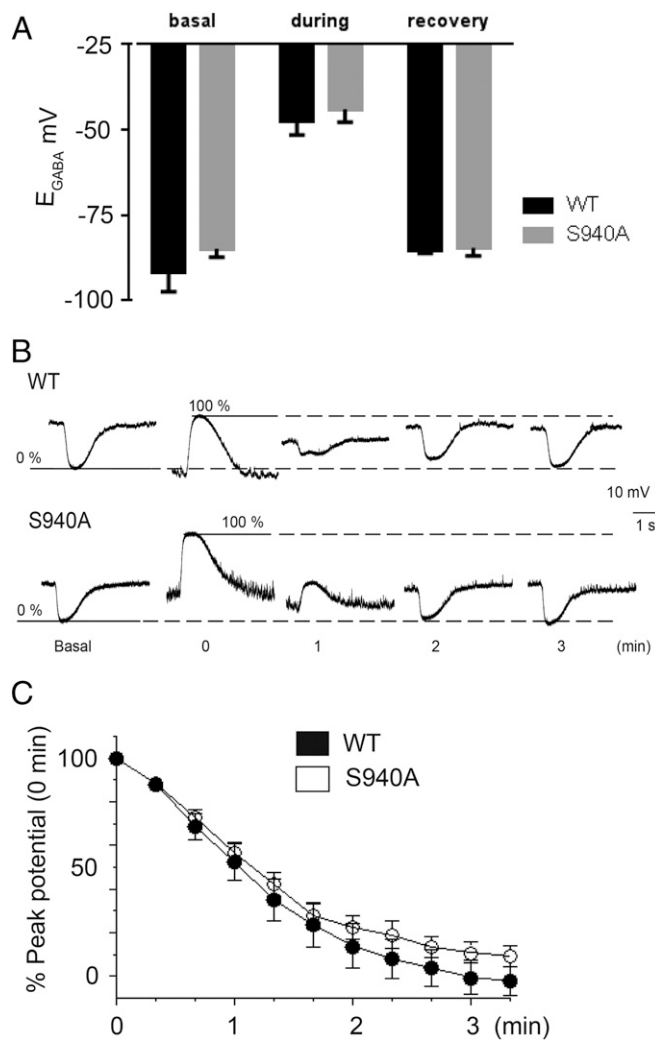 A
basal during recovery
-25
-50
-75
-100
E_GABA mV
WT
S940A
B
WT
100 %
0 %
10 mV
1 s
S940A
100 %
0 %
Basal 0 1 2 3 (min)
C
WT
S940A
100
50
0
% Peak potential (0 min)
0 1 2 3 (min)